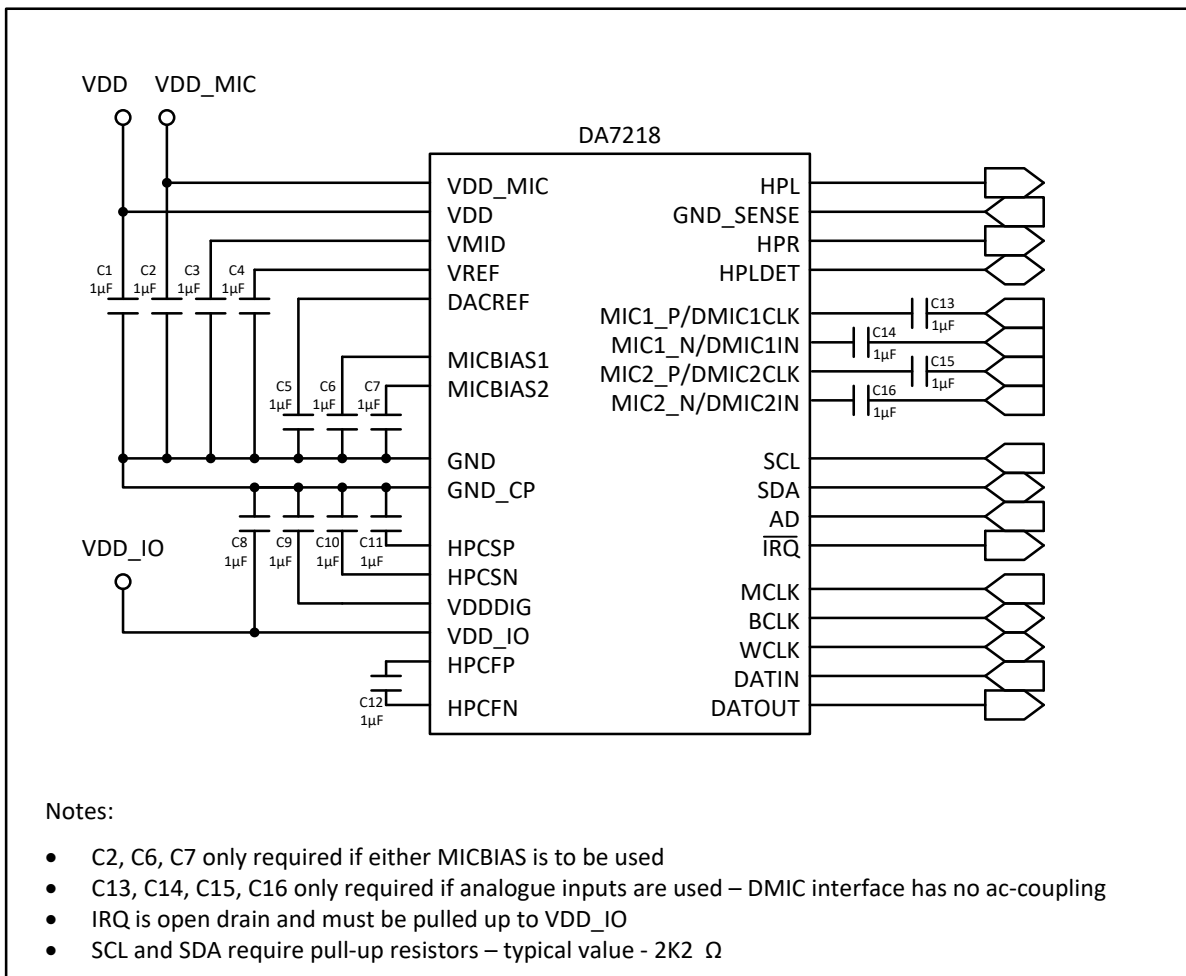 VDD VDD_MIC
DA7218
VDD_MIC
VDD
VMID
VREF
DACREF
MICBIAS1
MICBIAS2
GND
GND_CP
HPCSP
HPCSN
VDDDIG
VDD_IO
HPCFP
HPCFN
HPL
GND_SENSE
HPR
HPLDET
MIC1_P/DMIC1CLK
MIC1_N/DMIC1IN
MIC2_P/DMIC2CLK
MIC2_N/DMIC2IN
SCL
SDA
AD
IRQ
MCLK
BCLK
WCLK
DATIN
DATOUT
C1 C2 C3 C4
1µF 1µF 1µF 1µF
C5 C6 C7
1µF 1µF 1µF
C8 C9 C10 C11
1µF 1µF 1µF 1µF
VDD_IO
C12
1µF
C13
1µF
C14
1µF
C15
1µF
C16
1µF
Notes:
• C2, C6, C7 only required if either MICBIAS is to be used
• C13, C14, C15, C16 only required if analogue inputs are used – DMIC interface has no ac-coupling
• IRQ is open drain and must be pulled up to VDD_IO
• SCL and SDA require pull-up resistors – typical value - 2K2 Ω